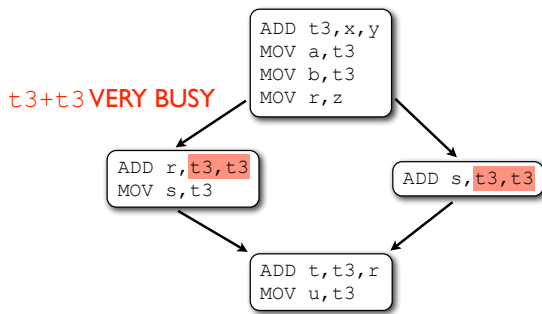 ADD t3,x,y
MOV a,t3
MOV b,t3
MOV r,z
t3+t3 VERY BUSY
ADD r,t3,t3
MOV s,t3
ADD s,t3,t3
ADD t,t3,r
MOV u,t3